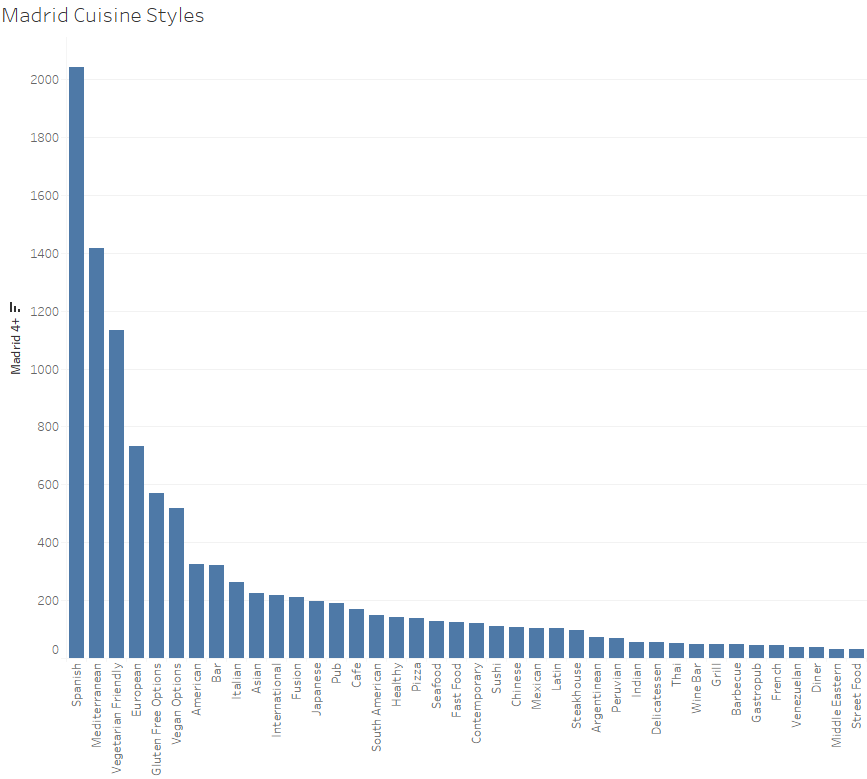 Madrid Cuisine Styles
2000
1800
1600
1400
1200
1000
800
600
400
200
0
Madrid 4+
Spanish
Mediterranean
Vegetarian Friendly
European
Gluten Free Options
Vegan Options
American
Bar
Italian
Asian
International
Fusion
Japanese
Pub
Cafe
South American
Healthy
Pizza
Seafood
Fast Food
Contemporary
Sushi
Chinese
Mexican
Latin
Steakhouse
Argentinean
Peruvian
Indian
Delicatessen
Thai
Wine Bar
Grill
Barbecue
Gastropub
French
Venezuelan
Diner
Middle Eastern
Street Food